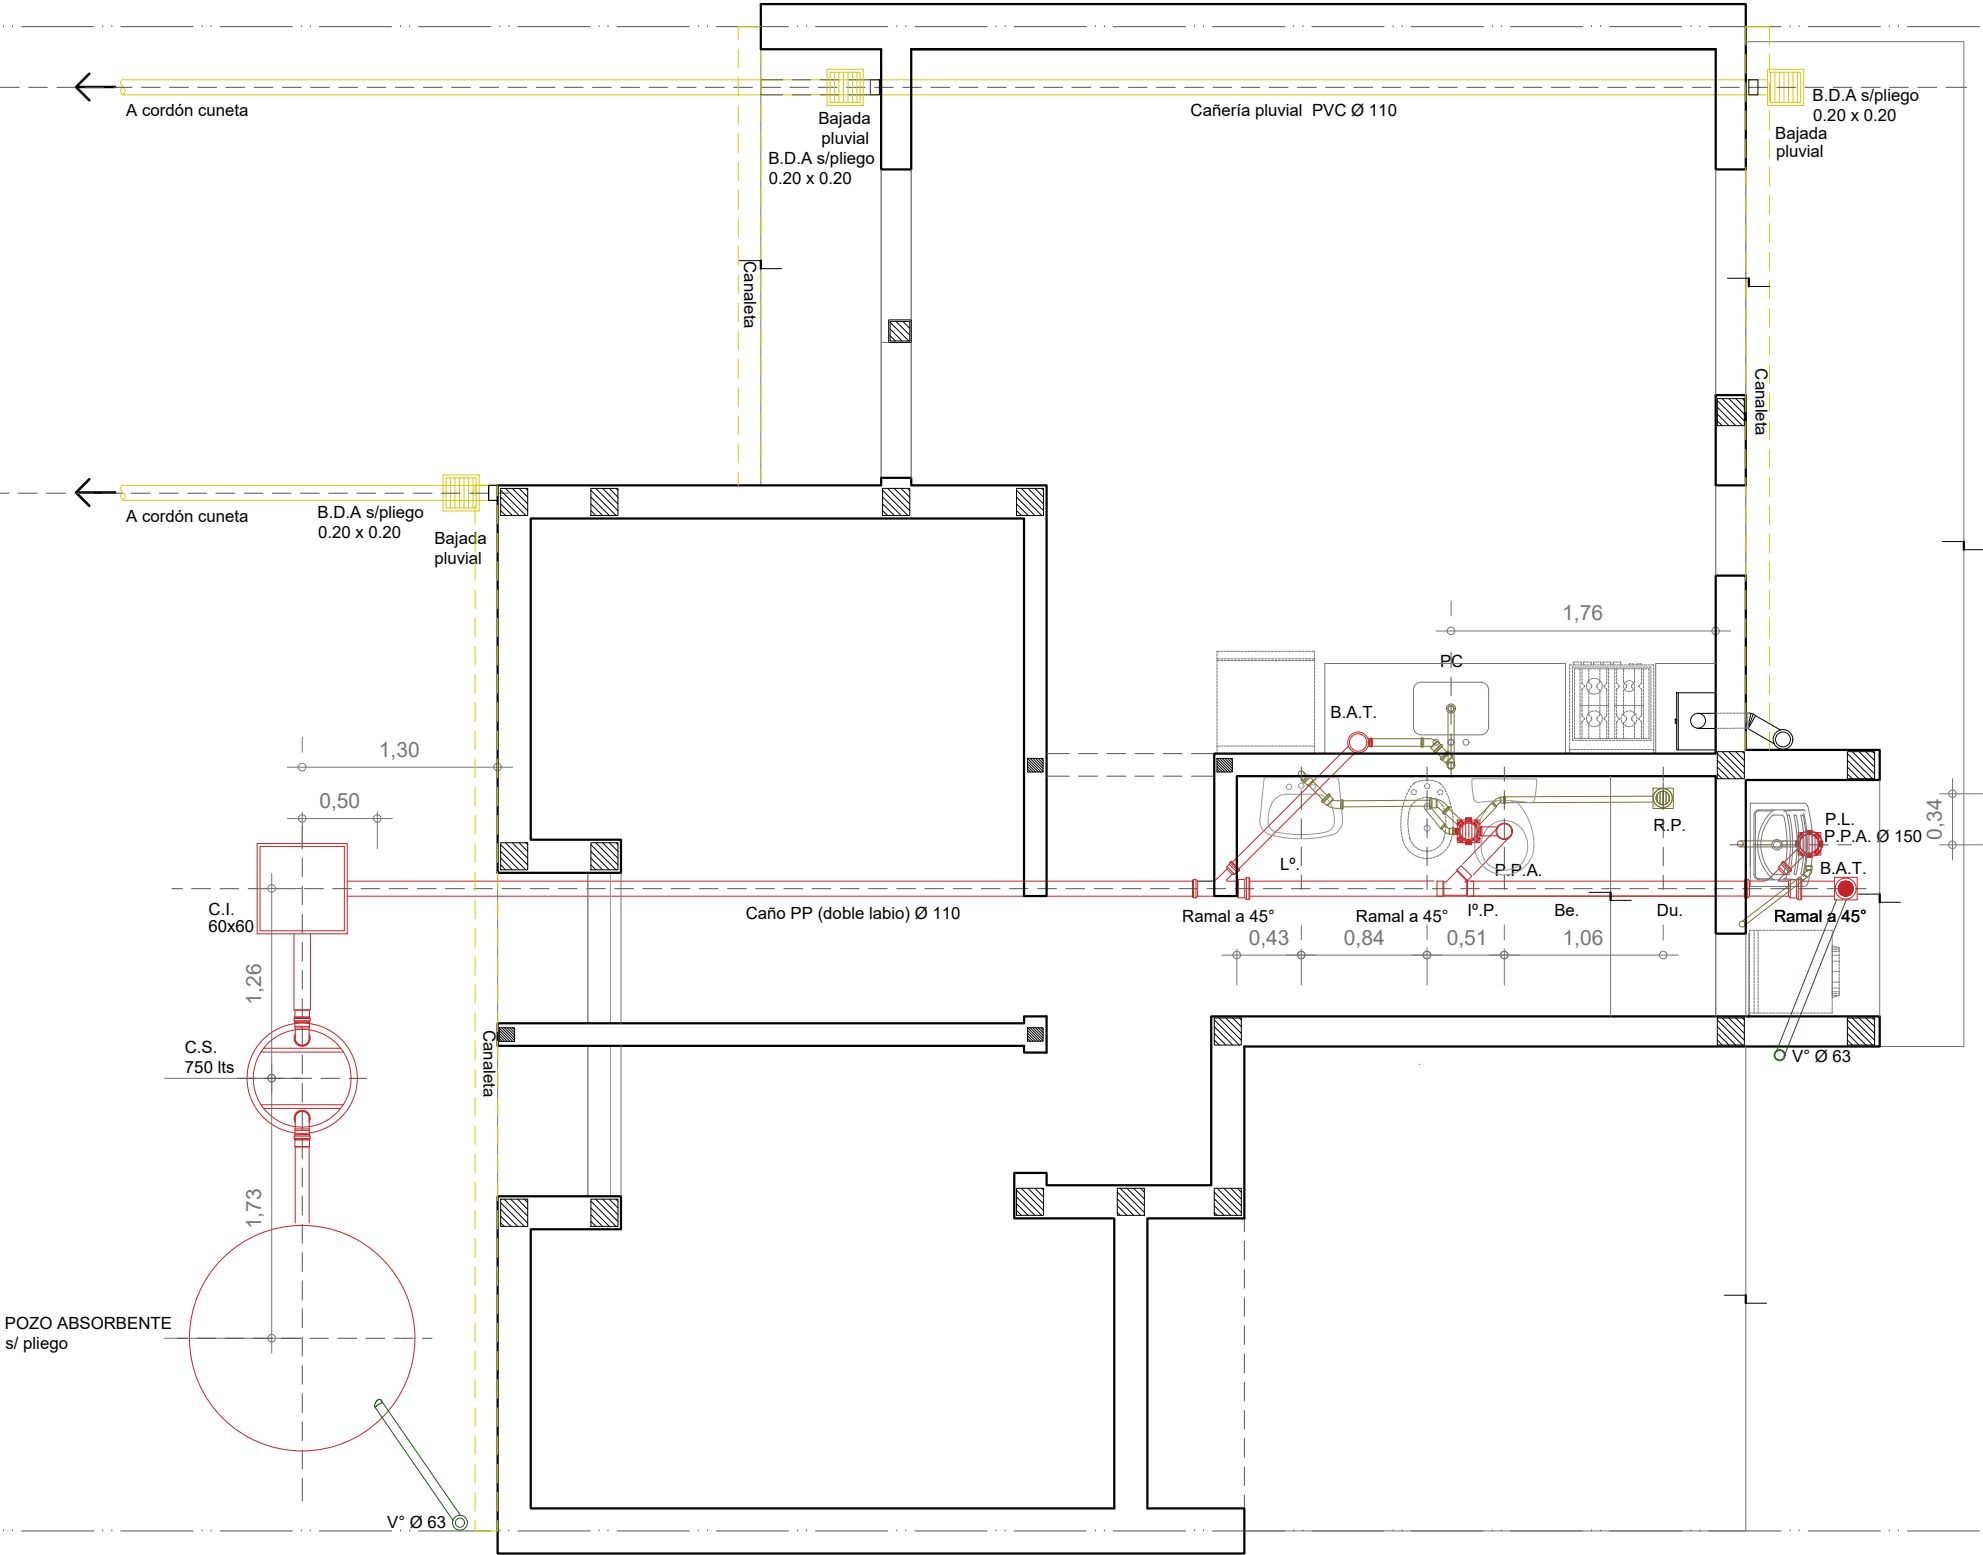 A cordón cuneta
Bajada
pluvial
B.D.A s/pliego
0.20 x 0.20
Cañería pluvial PVC Ø 110
B.D.A s/pliego
0.20 x 0.20
Bajada
pluvial
Canaleta
Canaleta
A cordón cuneta
B.D.A s/pliego
0.20 x 0.20
Bajada
pluvial
1,76
PC
B.A.T.
1,30
0,50
R.P.
P.L.
P.P.A. Ø 150
0,34
B.A.T.
Lº.
P.P.A.
C.I.
60x60
Caño PP (doble labio) Ø 110
Ramal a 45°
Ramal a 45°
Iº.P.
Be.
Du.
Ramal a 45°
0,43
0,84
0,51
1,06
1,26
C.S.
750 lts
Canaleta
V° Ø 63
1,73
POZO ABSORBENTE
s/ pliego
V° Ø 63